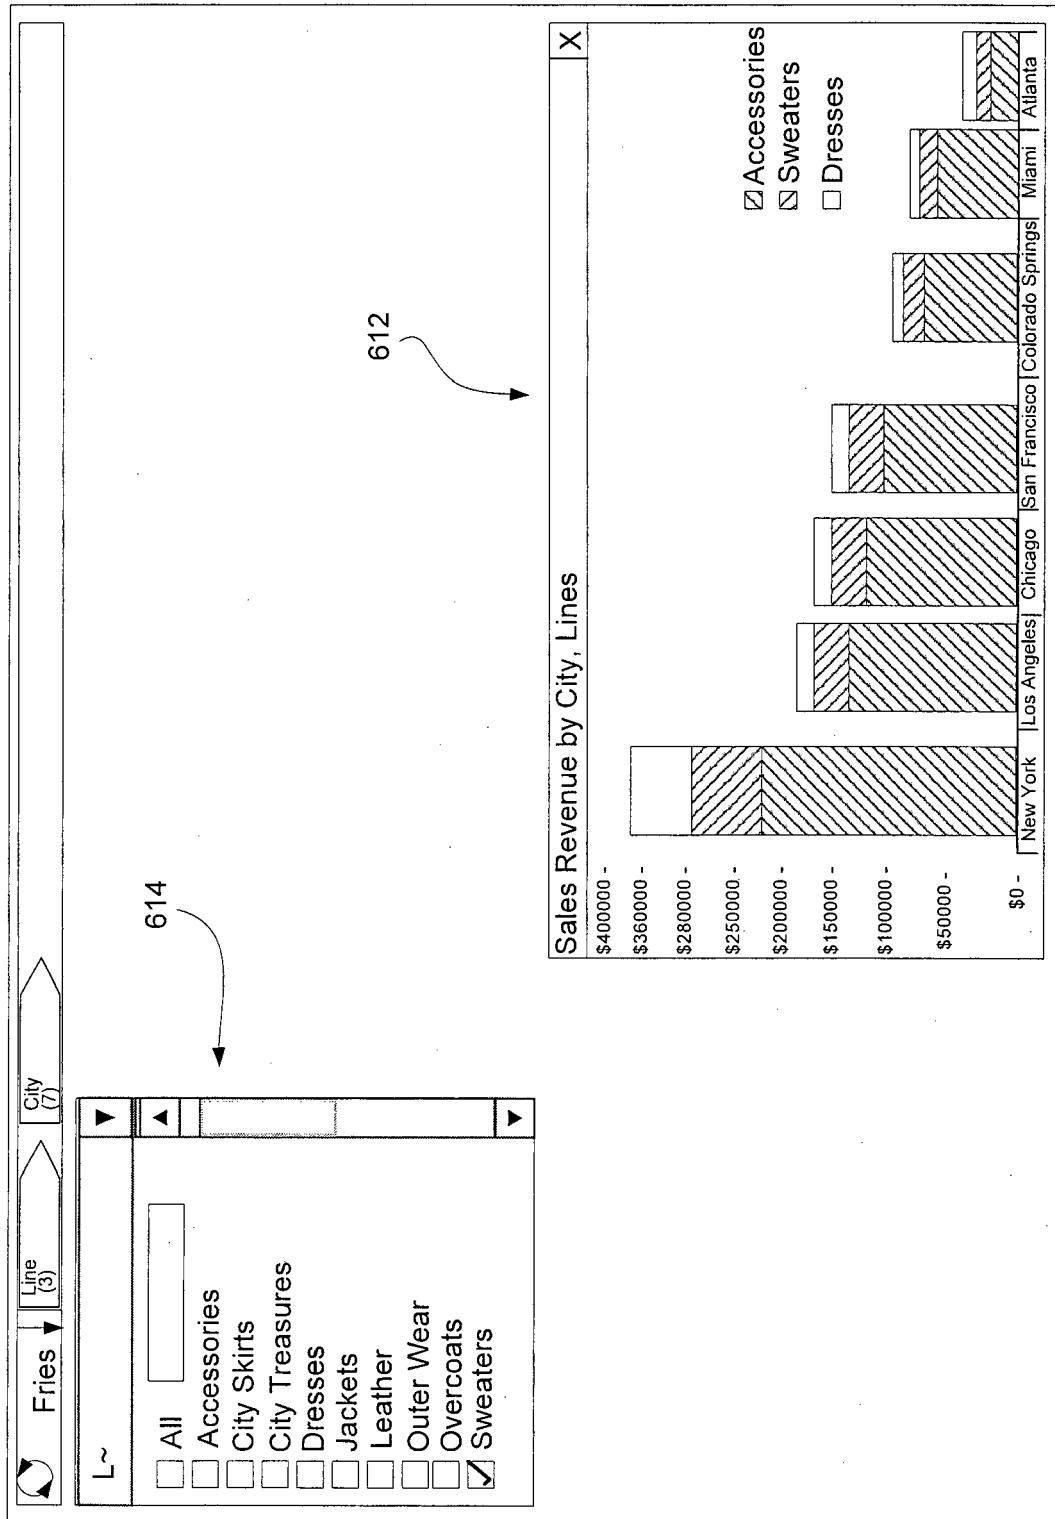 Fries
Line
(3)
City
(7)
L~
All
Accessories
City Skirts
City Treasures
Dresses
Jackets
Leather
Outer Wear
Overcoats
Sweaters
614
612
Sales Revenue by City, Lines
X
$400000 -
$360000 -
$280000 -
$250000 -
$200000 -
$150000 -
$100000 -
$50000 -
$0 -
Accessories
Sweaters
Dresses
New York
Los Angeles
Chicago
San Francisco
Colorado Springs
Miami
Atlanta